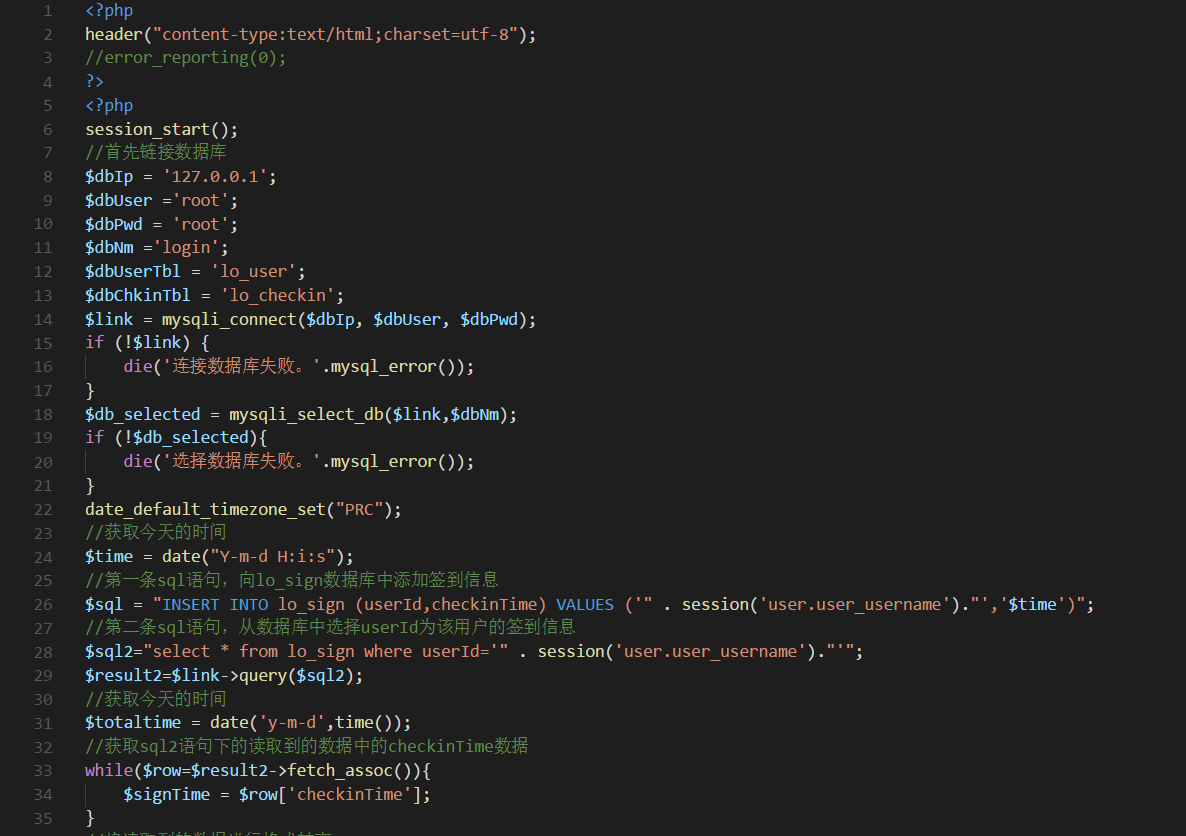 1 <?php
2 header("content-type:text/html;charset=utf-8");
3 //error_reporting(0);
4 ?>
5 <?php
6 session_start();
7 //首先链接数据库
8 $dbIp = '127.0.0.1';
9 $dbUser ='root';
10 $dbPwd = 'root';
11 $dbNm ='login';
12 $dbUserTbl = 'lo_user';
13 $dbChkinTbl = 'lo_checkin';
14 $link = mysqli_connect($dbIp, $dbUser, $dbPwd);
15 if (!$link) {
16 die('连接数据库失败。'.mysql_error());
17 }
18 $db_selected = mysqli_select_db($link,$dbNm);
19 if (!$db_selected){
20 die('选择数据库失败。'.mysql_error());
21 }
22 date_default_timezone_set("PRC");
23 //获取今天的时间
24 $time = date("Y-m-d H:i:s");
25 //第一条sql语句，向lo_sign数据库中添加签到信息
26 $sql = "INSERT INTO lo_sign (userId,checkinTime) VALUES ('" . session('user.user_username')."','$time')";
27 //第二条sql语句，从数据库中选择userId为该用户的签到信息
28 $sql2="select * from lo_sign where userId='" . session('user.user_username')."'";
29 $result2=$link->query($sql2);
30 //获取今天的时间
31 $totaltime = date('y-m-d',time());
32 //获取sql2语句下的读取到的数据中的checkinTime数据
33 while($row=$result2->fetch_assoc()){
34 $signTime = $row['checkinTime'];
35 }